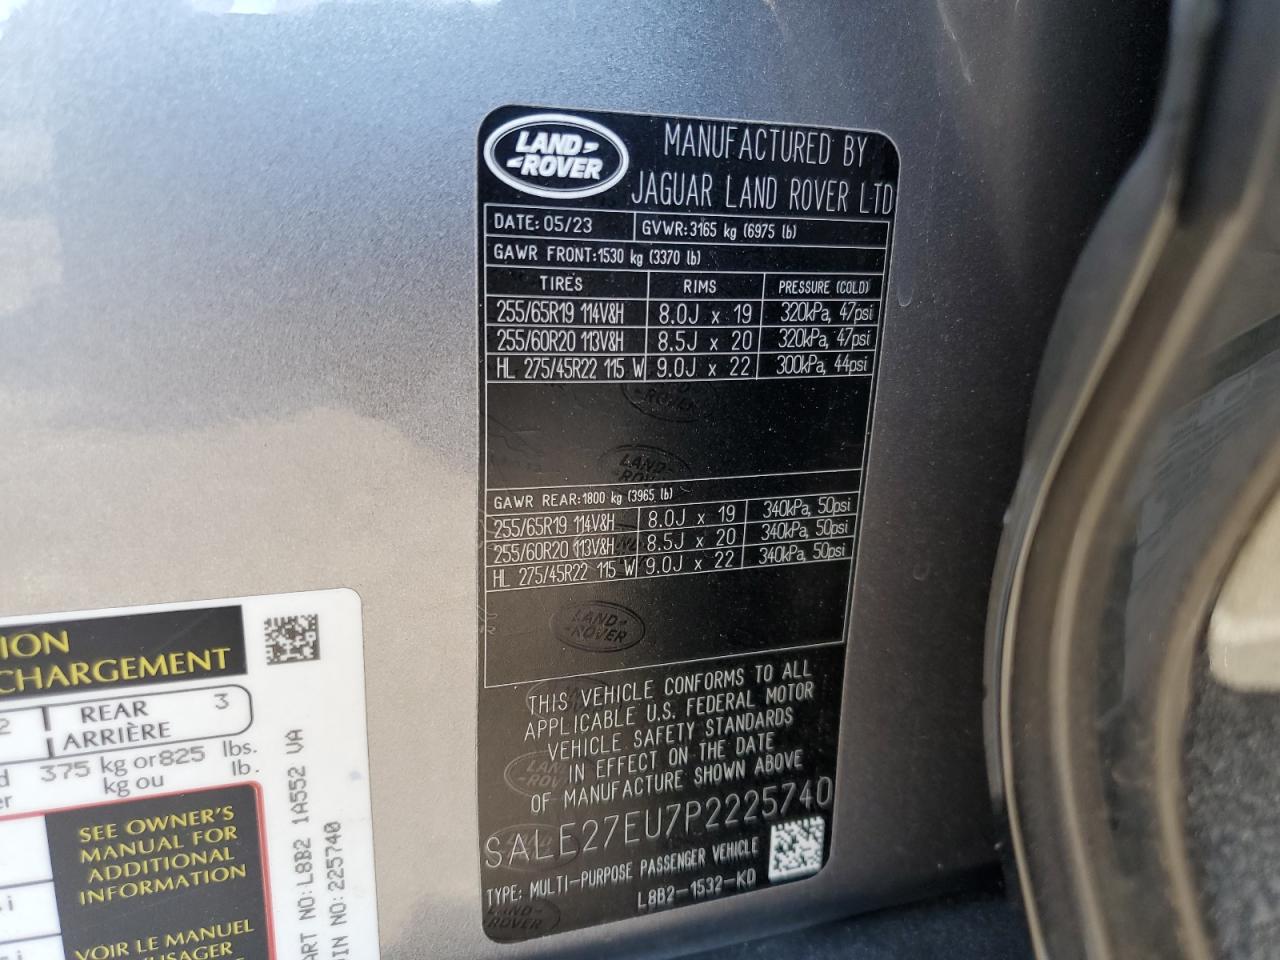 LAND ROVER
MANUFACTURED BY
JAGUAR LAND ROVER LTD
DATE: 05/23 GVWR: 3165 kg (6975 lb)
GAWR FRONT: 1530 kg (3370 lb)
TIRES RIMS PRESSURE (COLD)
255/65R19 114V&H 8.0J x 19 320kPa, 47psi
255/60R20 113V&H 8.5J x 20 320kPa, 47psi
HL 275/45R22 115 W 9.0J x 22 300kPa, 44psi
GAWR REAR: 1800 kg (3965 lb)
255/65R19 114V&H 8.0J x 19 340kPa, 50psi
255/60R20 113V&H 8.5J x 20 340kPa, 50psi
HL 275/45R22 115 W 9.0J x 22 340kPa, 50psi
THIS VEHICLE CONFORMS TO ALL
APPLICABLE U.S. FEDERAL MOTOR
VEHICLE SAFETY STANDARDS
IN EFFECT ON THE DATE
OF MANUFACTURE SHOWN ABOVE
SALE27EU7P2225740
TYPE: MULTI-PURPOSE PASSENGER VEHICLE
L8B2-1532-KD
ION
CHARGEMENT
2 REAR 3
ARRIÈRE
375 kg or 825 lbs.
kg ou lb.
SEE OWNER'S
MANUAL FOR
ADDITIONAL
INFORMATION
VOIR LE MANUEL
USAGER
ART NO: L8B2 1A552 VA
IN NO: 225740